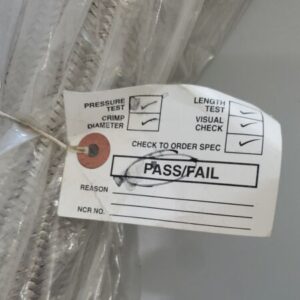 PRESSURE TEST
LENGTH TEST
CRIMP DIAMETER
VISUAL CHECK
CHECK TO ORDER SPEC
PASS/FAIL
REASON
NCR NO.